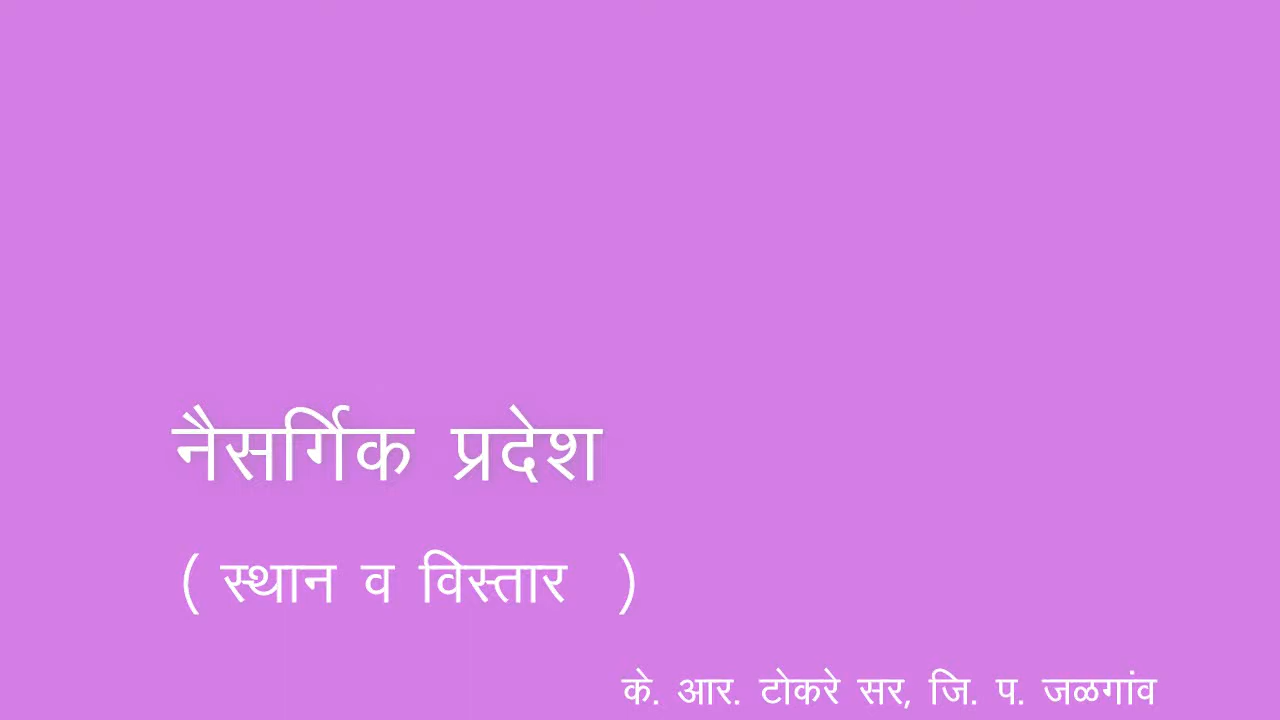 नैसर्गिक प्रदेश
( स्थान व विस्तार )
के. आर. टोकरे सर, जि. प. जळगांव